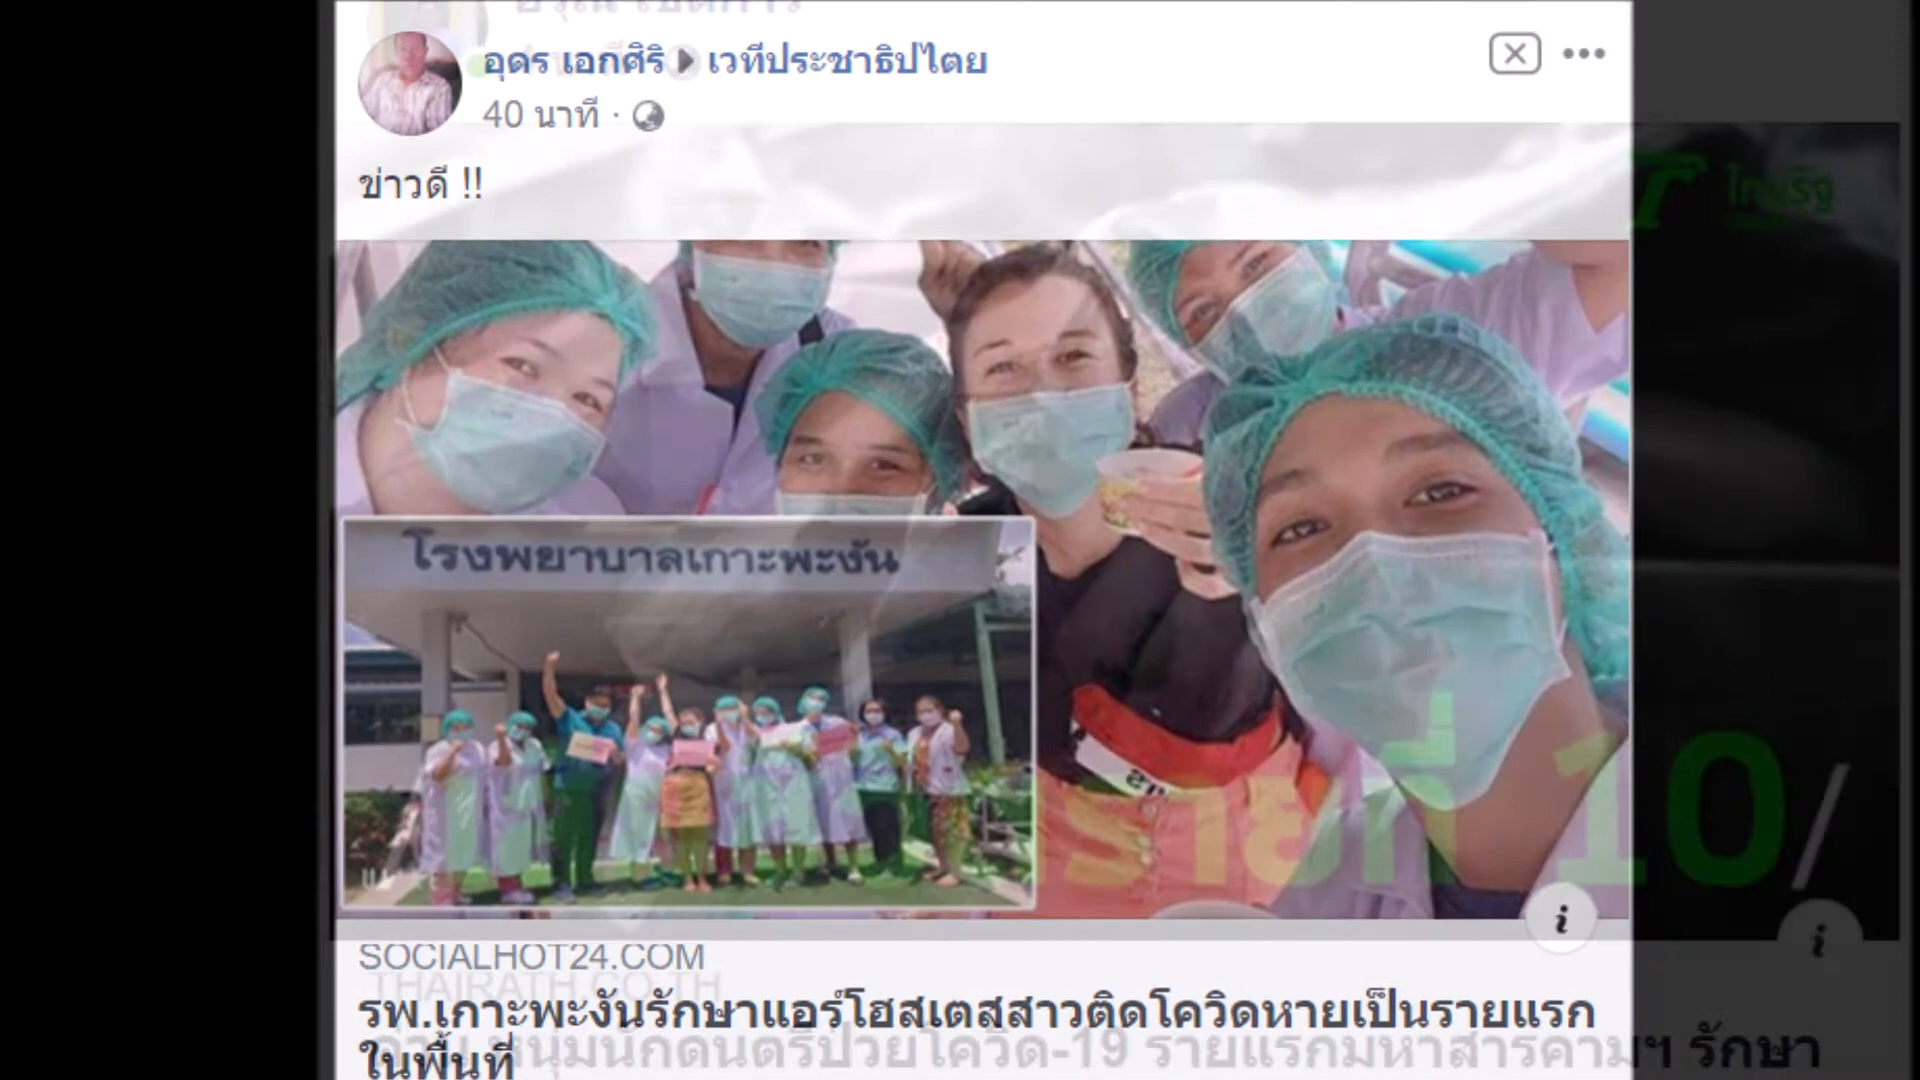 อุดร เอกศิริ ▶ เวทีประชาธิปไตย
40 นาที ·
ข่าวดี !!
ไทยรัฐ
โรงพยาบาลเกาะพะงัน
รายที่ 10/
SOCIALHOT24.COM
THAIRATH.CO.TH
รพ.เกาะพะงันรักษาแอร์โฮสเตสสาวติดโควิดหายเป็นรายแรก
ในพื้นที่
หนุ่มนักดนตรีป่วยโควิด-19 รายแรกมหาสารคามฯ รักษา